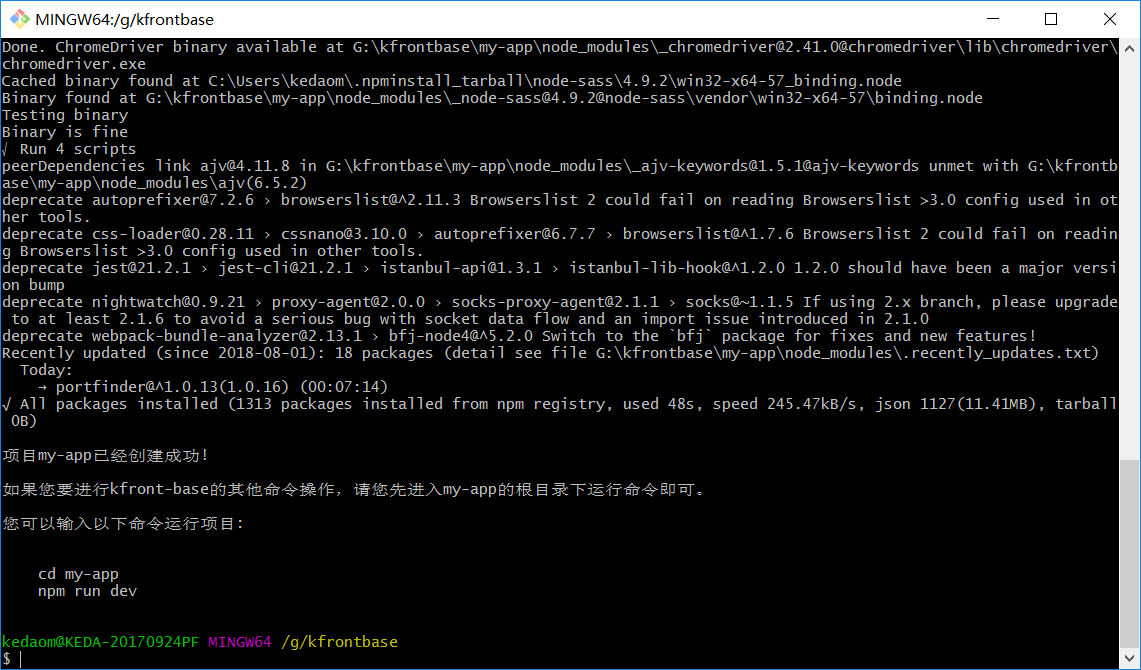 MINGW64:/g/kfrontbase
Done. ChromeDriver binary available at G:\kfrontbase\my-app\node_modules\_chromedriver@2.41.0@chromedriver\lib\chromedriver\
chromedriver.exe
Cached binary found at C:\Users\kedaom\.npminstall_tarball\node-sass\4.9.2\win32-x64-57_binding.node
Binary found at G:\kfrontbase\my-app\node_modules\_node-sass@4.9.2@node-sass\vendor\win32-x64-57\binding.node
Testing binary
Binary is fine
√ Run 4 scripts
peerDependencies link ajv@4.11.8 in G:\kfrontbase\my-app\node_modules\_ajv-keywords@1.5.1@ajv-keywords unmet with G:\kfrontb
ase\my-app\node_modules\ajv(6.5.2)
deprecate autoprefixer@7.2.6 › browserslist@^2.11.3 Browserslist 2 could fail on reading Browserslist >3.0 config used in ot
her tools.
deprecate css-loader@0.28.11 › cssnano@3.10.0 › autoprefixer@6.7.7 › browserslist@^1.7.6 Browserslist 2 could fail on readin
g Browserslist >3.0 config used in other tools.
deprecate jest@21.2.1 › jest-cli@21.2.1 › istanbul-api@1.3.1 › istanbul-lib-hook@^1.2.0 1.2.0 should have been a major versi
on bump
deprecate nightwatch@0.9.21 › proxy-agent@2.0.0 › socks-proxy-agent@2.1.1 › socks@~1.1.5 If using 2.x branch, please upgrade
 to at least 2.1.6 to avoid a serious bug with socket data flow and an import issue introduced in 2.1.0
deprecate webpack-bundle-analyzer@2.13.1 › bfj-node4@^5.2.0 Switch to the `bfj` package for fixes and new features!
Recently updated (since 2018-08-01): 18 packages (detail see file G:\kfrontbase\my-app\node_modules\.recently_updates.txt)
  Today:
    → portfinder@^1.0.13(1.0.16) (00:07:14)
√ All packages installed (1313 packages installed from npm registry, used 48s, speed 245.47kB/s, json 1127(11.41MB), tarball
 0B)
项目my-app已经创建成功!
如果您要进行kfront-base的其他命令操作，请您先进入my-app的根目录下运行命令即可。
您可以输入以下命令运行项目:
    cd my-app
    npm run dev
kedaom@KEDA-20170924PF MINGW64 /g/kfrontbase
$